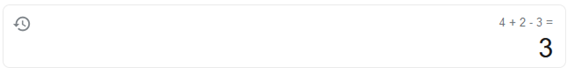 4 + 2 - 3 =
3